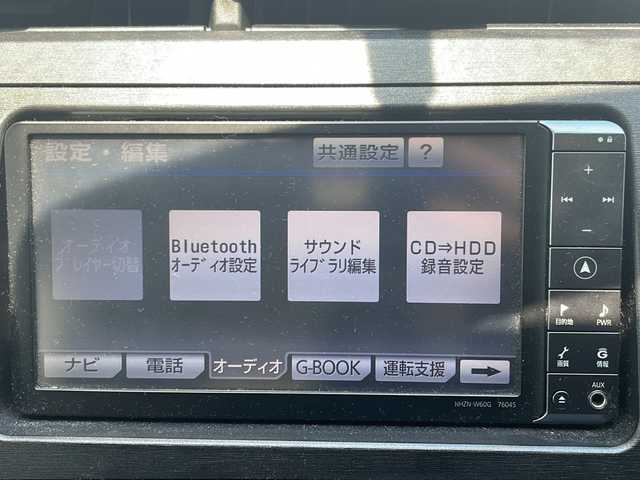 設定・編集
共通設定
?
オーディオ
プレイヤー切替
Bluetooth
オーディオ設定
サウンド
ライブラリ編集
CD⇒HDD
録音設定
ナビ
電話
オーディオ
G-BOOK
運転支援
目的地
PWR
画質
G
情報
AUX
NHZN-W60G 76045